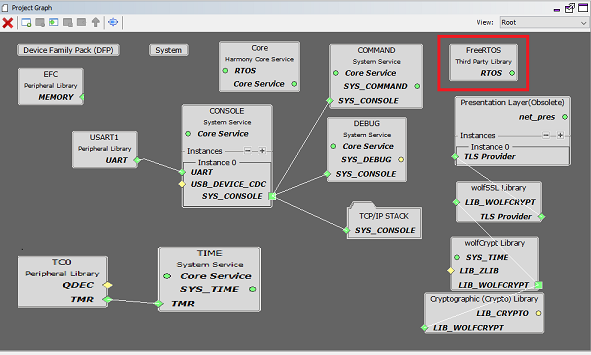 Project Graph
View: Root
Device Family Pack (DFP)
System
Core
Harmony Core Service
RTOS
Core Service
COMMAND
System Service
Core Service
SYS_COMMAND
SYS_CONSOLE
FreeRTOS
Third Party Library
RTOS
EFC
Peripheral Library
MEMORY
CONSOLE
System Service
Core Service
Instances
Instance 0
UART
USB_DEVICE_CDC
SYS_CONSOLE
USART1
Peripheral Library
UART
DEBUG
System Service
Core Service
SYS_DEBUG
SYS_CONSOLE
Presentation Layer(Obsolete)
net_pres
Instances
Instance 0
TLS Provider
wolfSSL Library
LIB_WOLFCRYPT
TLS Provider
TCP/IP STACK
SYS_CONSOLE
wolfCrypt Library
SYS_TIME
LIB_ZLIB
LIB_WOLFCRYPT
TC0
Peripheral Library
QDEC
TMR
TIME
System Service
Core Service
SYS_TIME
TMR
Cryptographic (Crypto) Library
LIB_CRYPTO
LIB_WOLFCRYPT